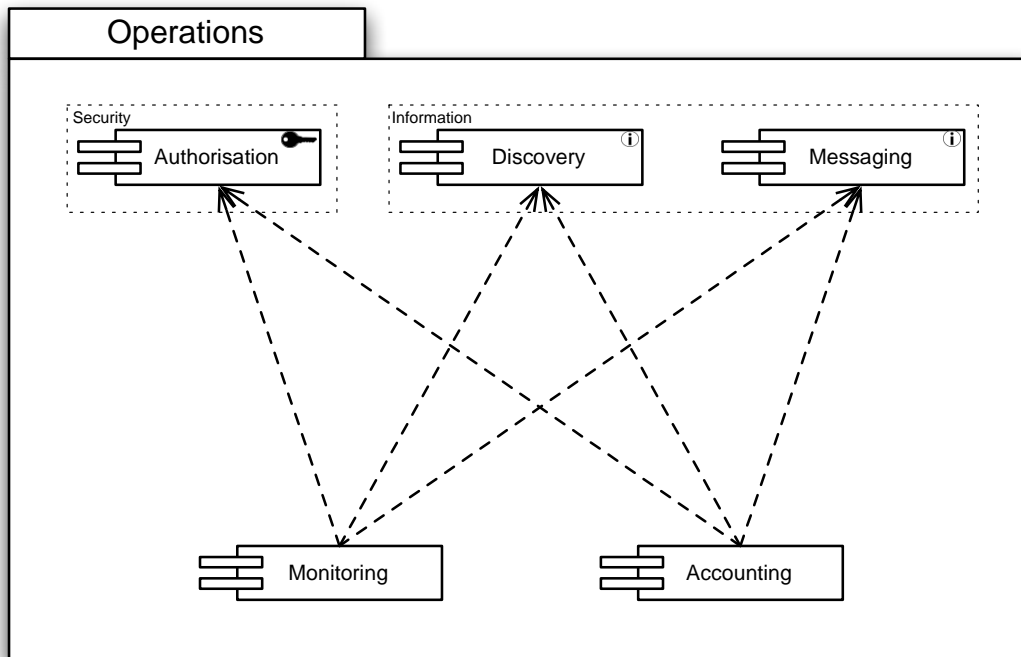 Operations
Security
Information
Authorisation
Discovery
i
Messaging
i
Monitoring
Accounting